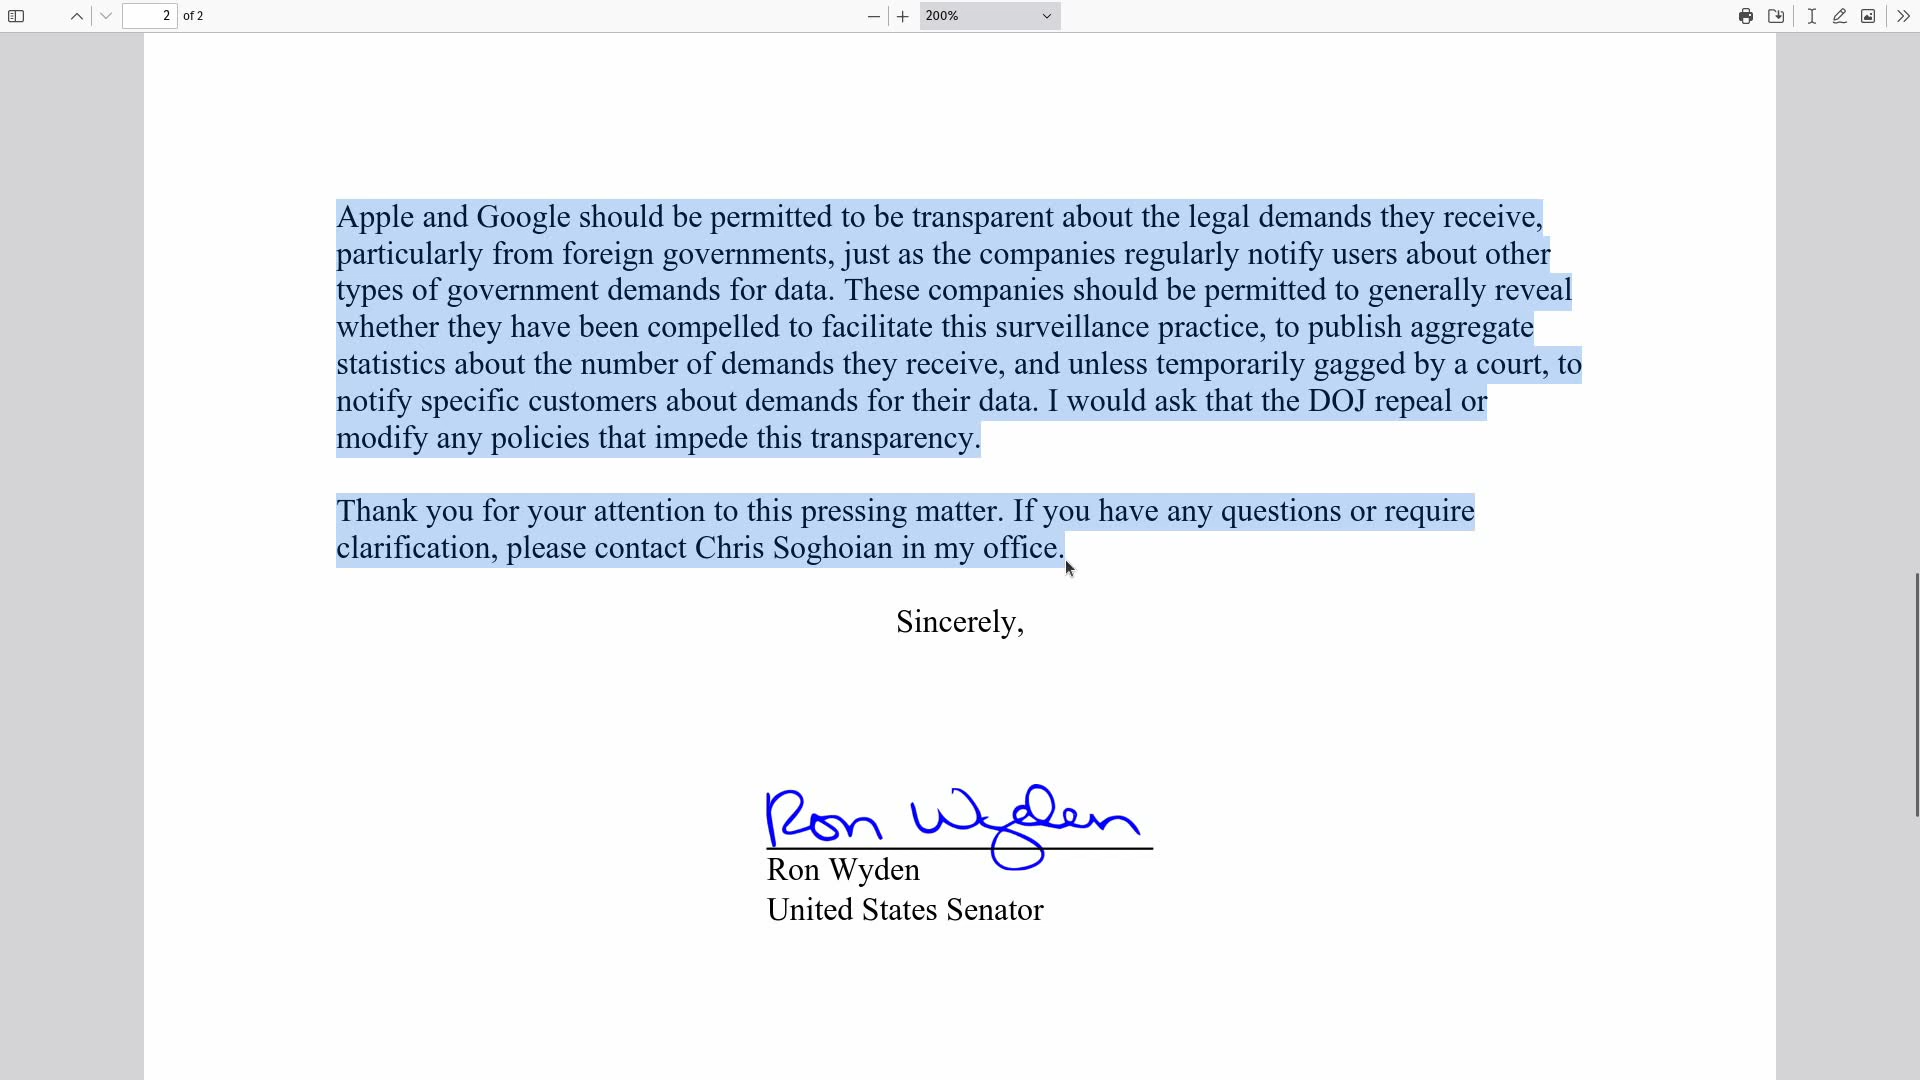 2 of 2
200%
Apple and Google should be permitted to be transparent about the legal demands they receive,
particularly from foreign governments, just as the companies regularly notify users about other
types of government demands for data. These companies should be permitted to generally reveal
whether they have been compelled to facilitate this surveillance practice, to publish aggregate
statistics about the number of demands they receive, and unless temporarily gagged by a court, to
notify specific customers about demands for their data. I would ask that the DOJ repeal or
modify any policies that impede this transparency.
Thank you for your attention to this pressing matter. If you have any questions or require
clarification, please contact Chris Soghoian in my office.
Sincerely,
Ron Wyden
Ron Wyden
United States Senator